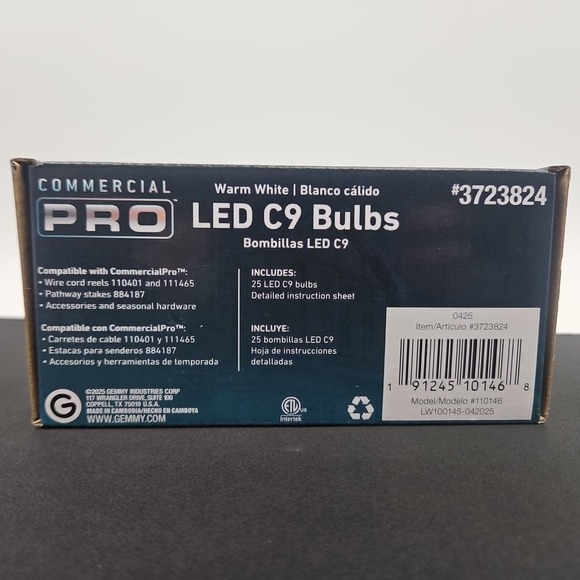 COMMERCIAL
PRO™
Warm White | Blanco cálido
LED C9 Bulbs
Bombillas LED C9
#3723824
Compatible with CommercialPro™:
• Wire cord reels 110401 and 111465
• Pathway stakes 884187
• Accessories and seasonal hardware
Compatible con CommercialPro™:
• Carretes de cable 110401 y 111465
• Estacas para senderos 884187
• Accesorios y herramientas de temporada
INCLUDES:
25 LED C9 bulbs
Detailed instruction sheet
INCLUYE:
25 bombillas LED C9
Hoja de instrucciones
detalladas
0425
Item/Artículo #3723824
1 91245 10146 8
Model/Modelo #110146
LW100145-042025
G
©2025 GEMMY INDUSTRIES CORP
117 WRANGLER DRIVE, SUITE 100
COPPELL, TX 75019 U.S.A.
MADE IN CAMBODIA/HECHO EN CAMBOYA
WWW.GEMMY.COM
ETL US
Intertek